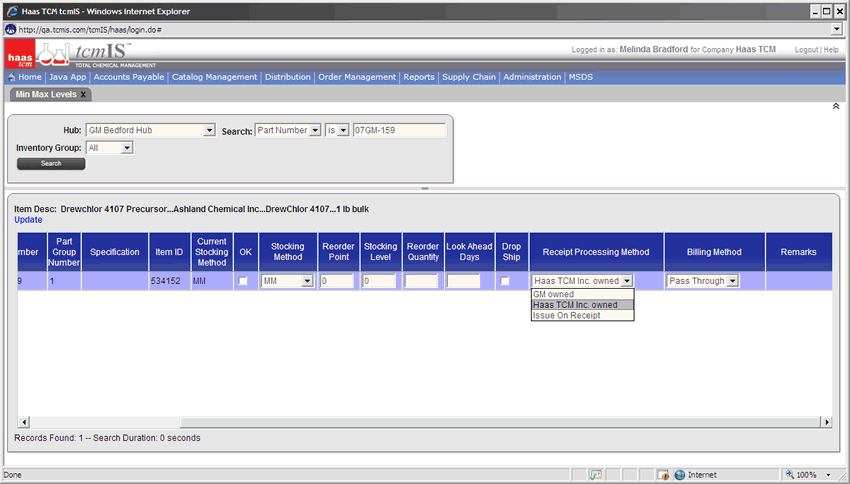 Haas TCM tcmIS - Windows Internet Explorer
http://qa.tcmis.com/tcmIS/haas/login.do#
haas tcm
tcmIS™
TOTAL CHEMICAL MANAGEMENT
Logged in as: Melinda Bradford for Company Haas TCM
Logout | Help
Home | Java App | Accounts Payable | Catalog Management | Distribution | Order Management | Reports | Supply Chain | Administration | MSDS
Min Max Levels X
Hub: GM Bedford Hub Search: Part Number is 07GM-159
Inventory Group: All
Search
Item Desc: Drewchlor 4107 Precursor...Ashland Chemical Inc...DrewChlor 4107...1 lb bulk
Update
mber Part Group Number Specification Item ID Current Stocking Method OK Stocking Method Reorder Point Stocking Level Reorder Quantity Look Ahead Days Drop Ship Receipt Processing Method Billing Method Remarks
9 1 534152 MM MM 0 0 Haas TCM Inc. owned Pass Through
GM owned
Haas TCM Inc. owned
Issue On Receipt
Records Found: 1 -- Search Duration: 0 seconds
Done Internet 100%